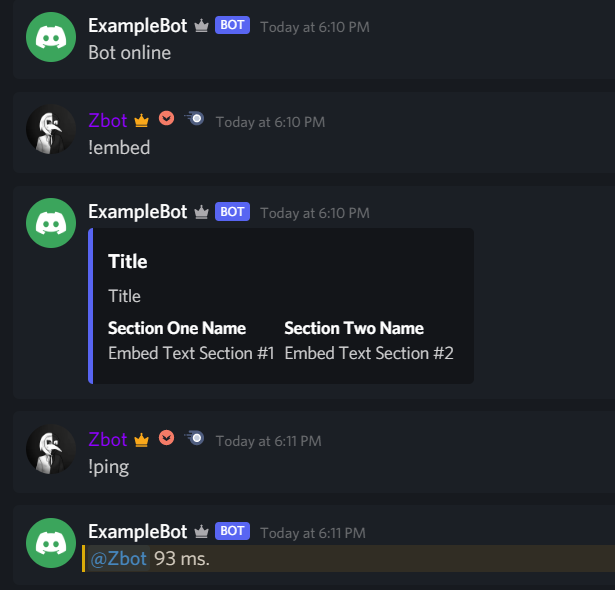 ExampleBot BOT Today at 6:10 PM
Bot online
Zbot Today at 6:10 PM
!embed
ExampleBot BOT Today at 6:10 PM
Title
Title
Section One Name Section Two Name
Embed Text Section #1 Embed Text Section #2
Zbot Today at 6:11 PM
!ping
ExampleBot BOT Today at 6:11 PM
@Zbot 93 ms.